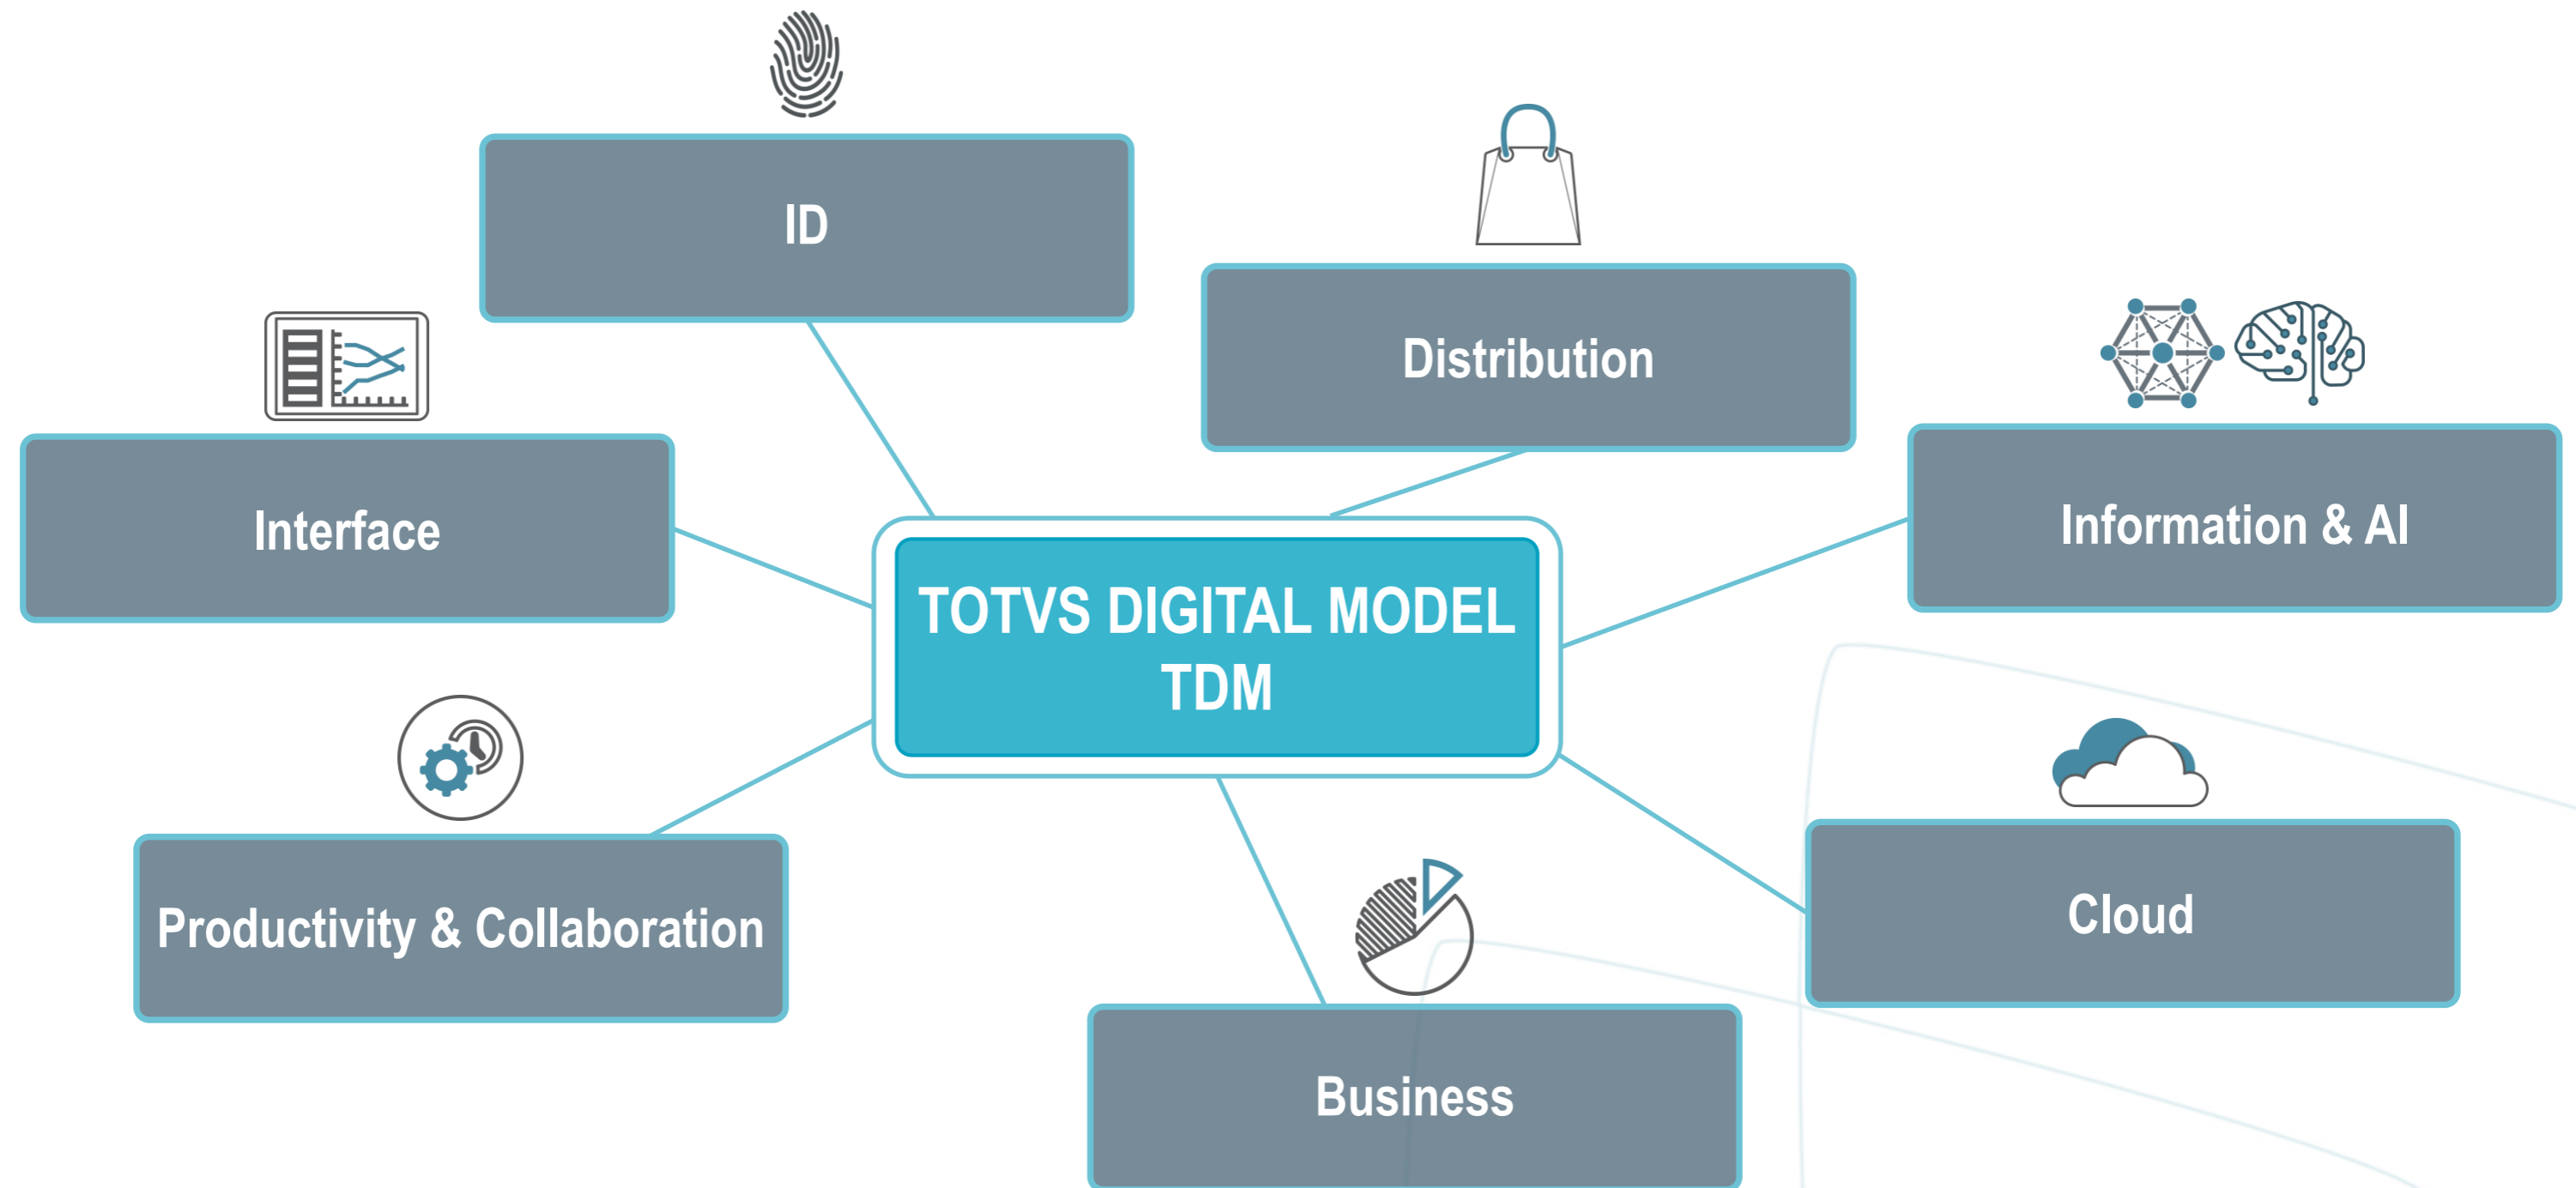 ID
Distribution
Interface
Information & AI
TOTVS DIGITAL MODEL
TDM
Productivity & Collaboration
Cloud
Business